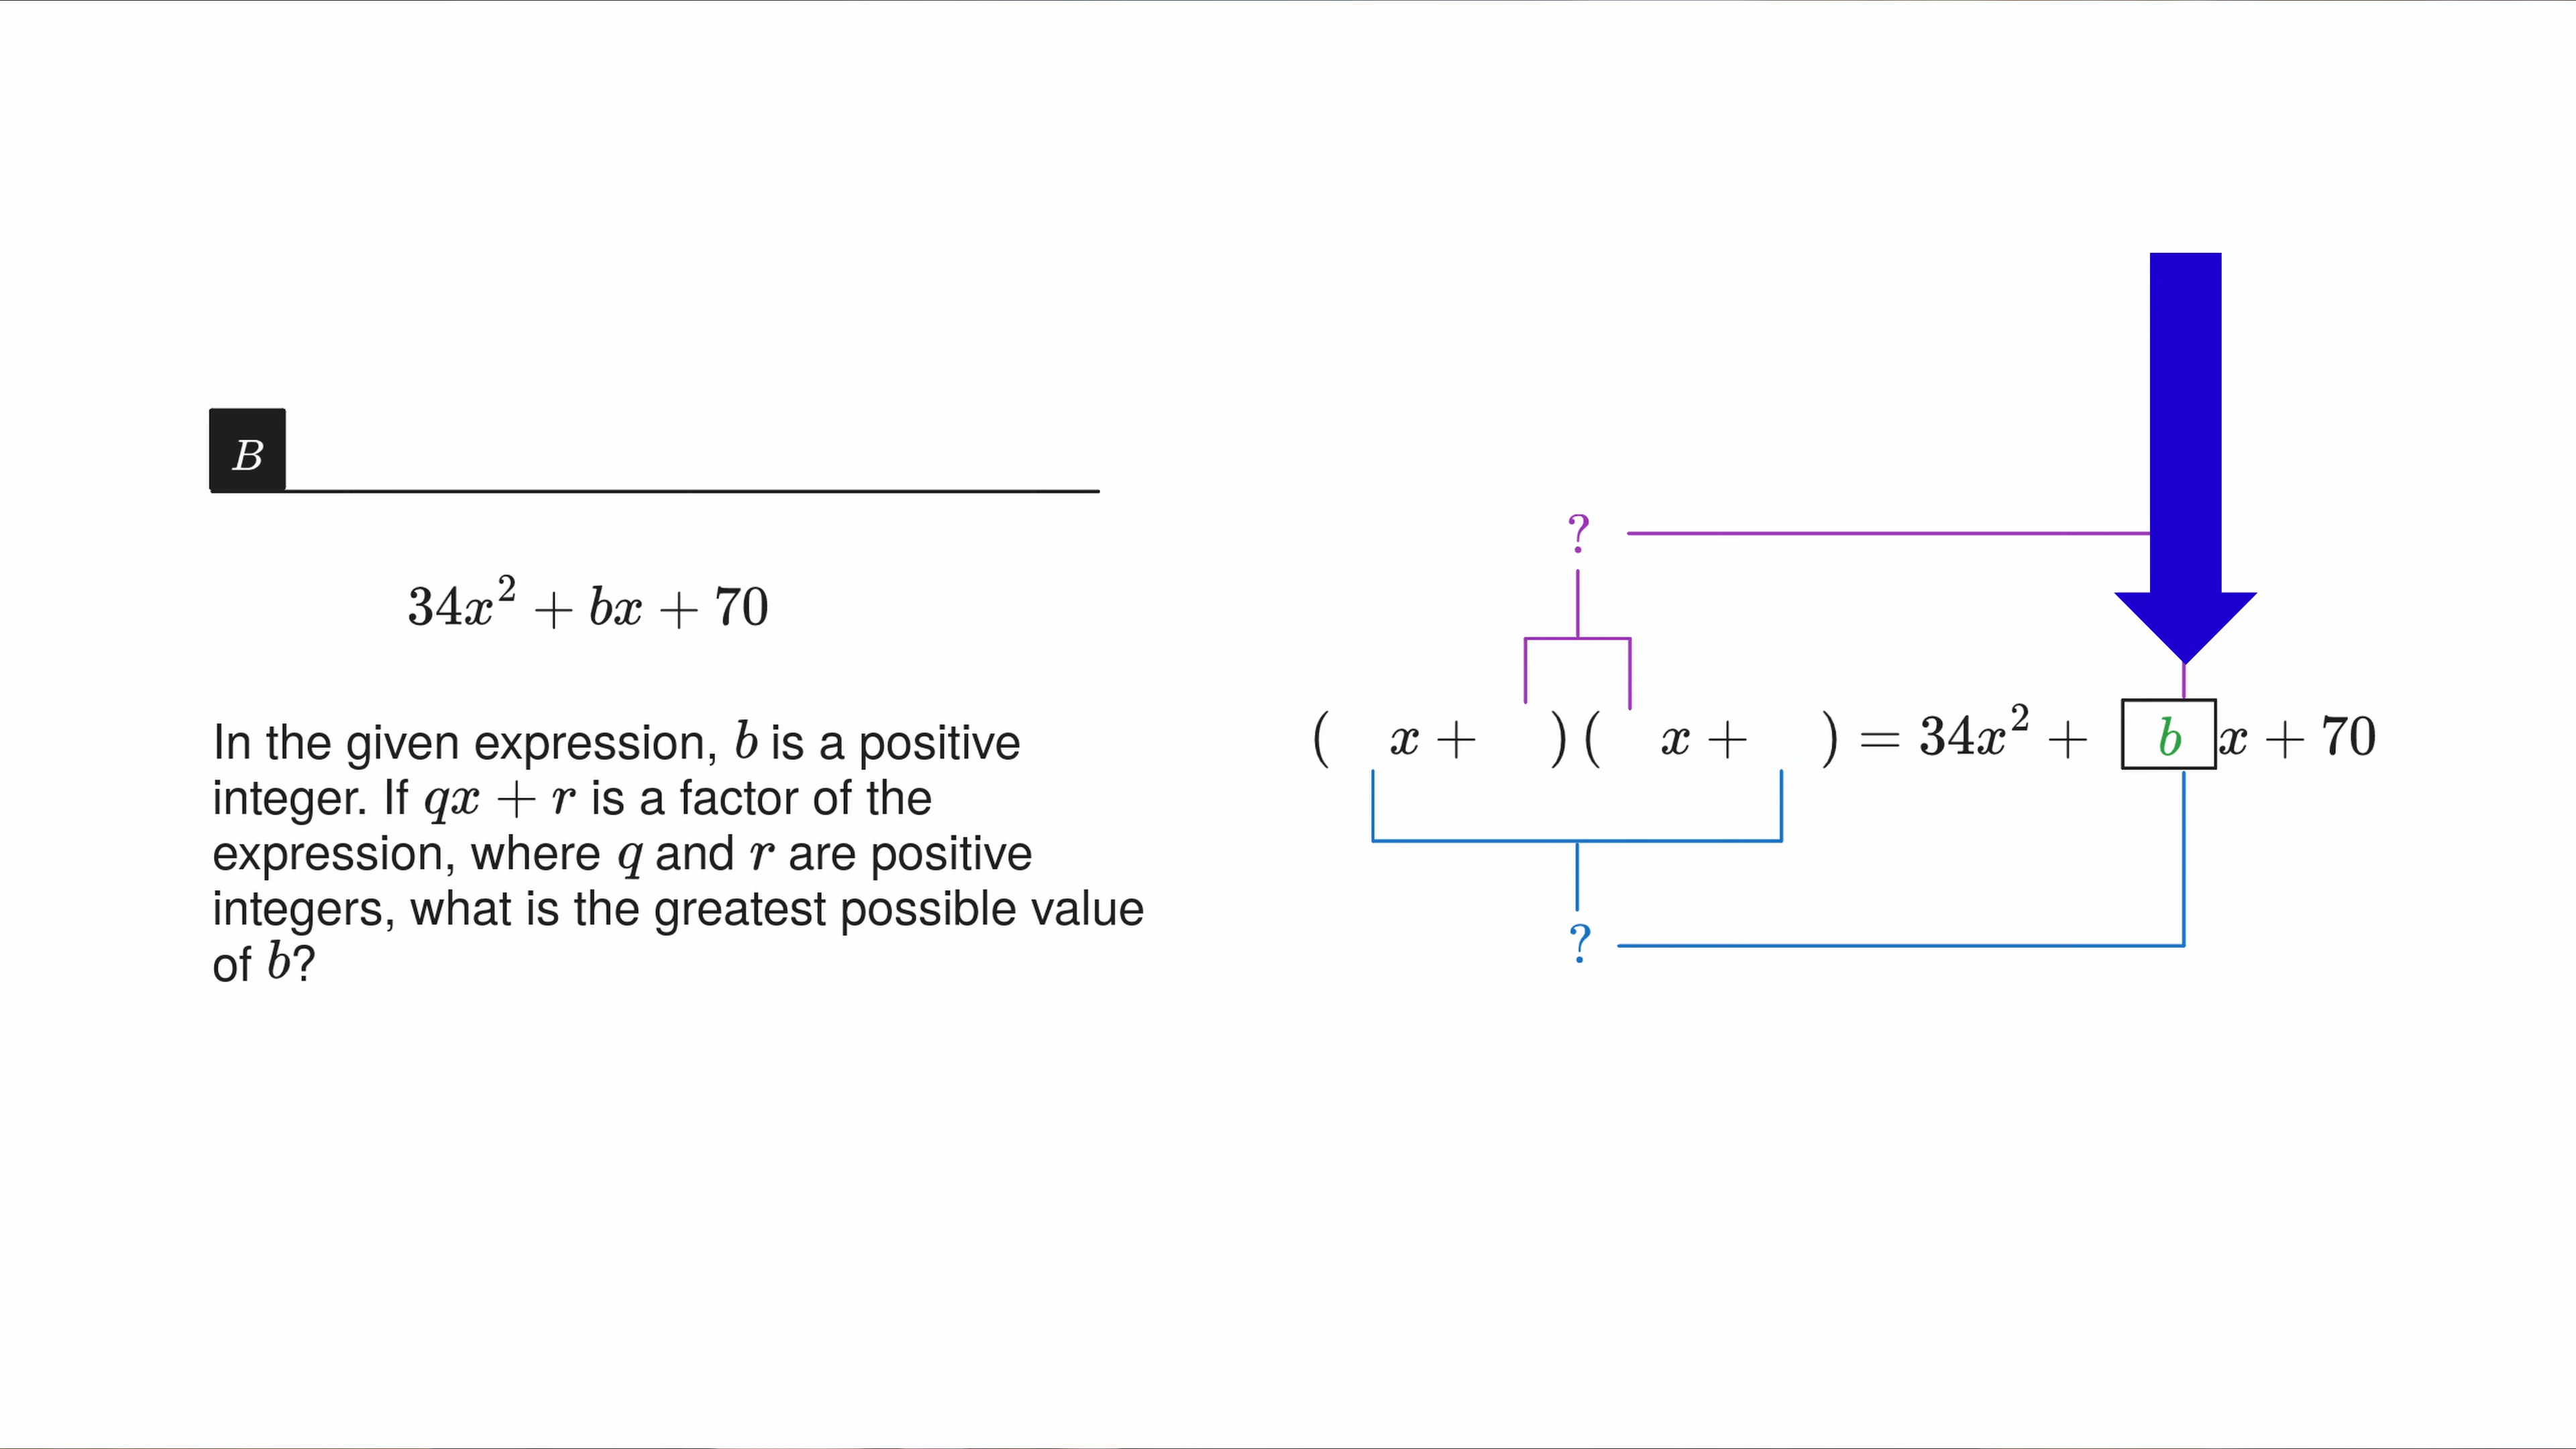 B
34x² + bx + 70
In the given expression, b is a positive
integer. If qx + r is a factor of the
expression, where q and r are positive
integers, what is the greatest possible value
of b?
?
( x + )( x + ) = 34x² + b x + 70
?